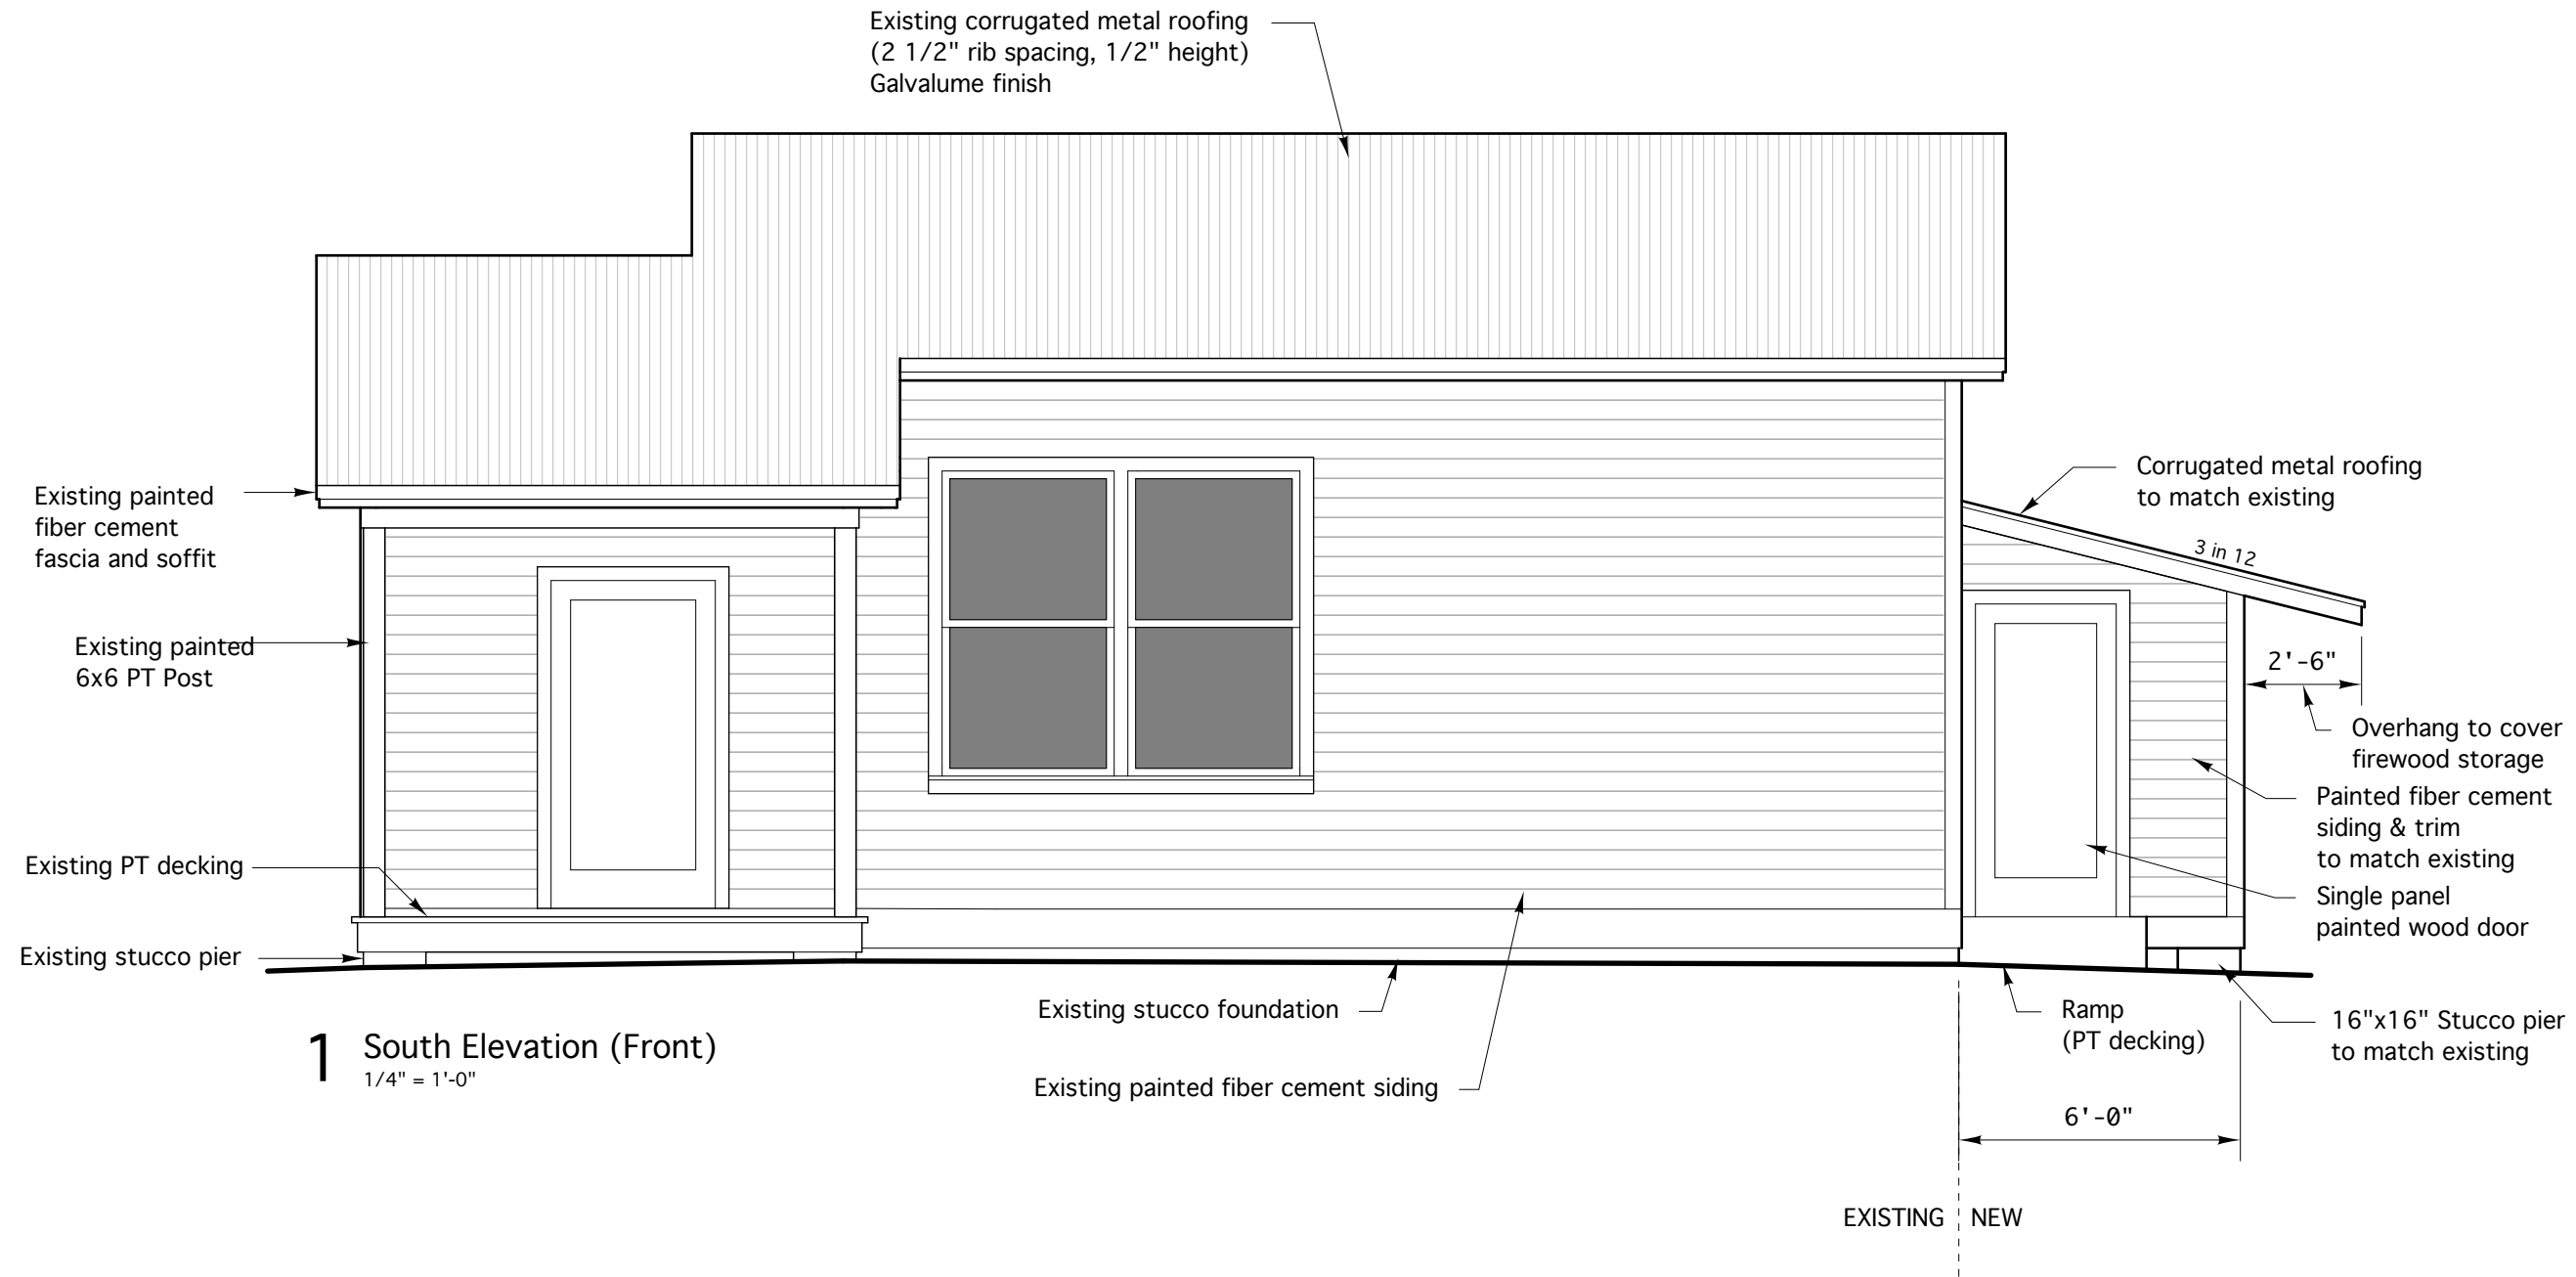 Existing corrugated metal roofing
(2 1/2" rib spacing, 1/2" height)
Galvalume finish
Corrugated metal roofing
to match existing
3 in 12
Existing painted
fiber cement
fascia and soffit
Existing painted
6x6 PT Post
2'-6"
Overhang to cover
firewood storage
Painted fiber cement
siding & trim
to match existing
Single panel
painted wood door
Existing PT decking
Existing stucco pier
Existing stucco foundation
Ramp
(PT decking)
16"x16" Stucco pier
to match existing
1 South Elevation (Front)
1/4" = 1'-0"
Existing painted fiber cement siding
6'-0"
EXISTING NEW